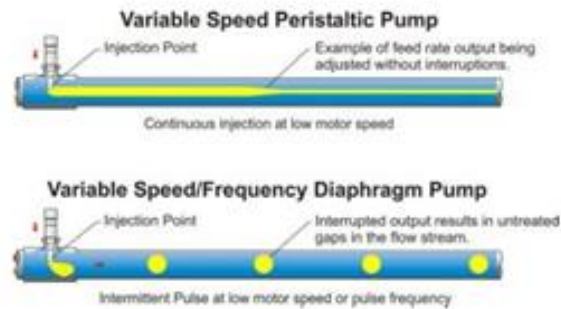 Variable Speed Peristaltic Pump
Injection Point
Example of feed rate output being
adjusted without interruptions.
Continuous injection at low motor speed
Variable Speed/Frequency Diaphragm Pump
Injection Point
Interrupted output results in untreated
gaps in the flow stream.
Intermittent Pulse at low motor speed or pulse frequency